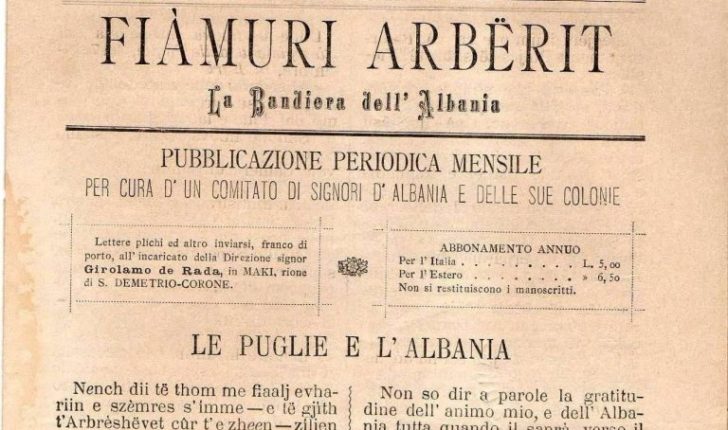 FIÀMURI ARBËRIT
La Bandiera dell' Albania
PUBBLICAZIONE PERIODICA MENSILE
PER CURA D' UN COMITATO DI SIGNORI D' ALBANIA E DELLE SUE COLONIE
Lettere plichi ed altro inviarsi, franco di
porto, all' incaricato della Direzione signor
Girolamo de Rada, in MAKI, rione
di S. DEMETRIO-CORONE.
ABBONAMENTO ANNUO
Per l' Italia . . . . . . . . . L. 5,00
Per l' Estero . . . . . . . . . » 6,50
Non si restituiscono i manoscritti.
LE PUGLIE E L' ALBANIA
Nench dii të thom me fiaalj evha-
riin e szèmres s'imme — e të gjiθ
t'Arbrèshëvet cûr t'e zheen — zilien
Non so dir a parole la gratitu-
dine dell' animo mio, e dell' Alba-
nia tutta quando il saprà, verso il